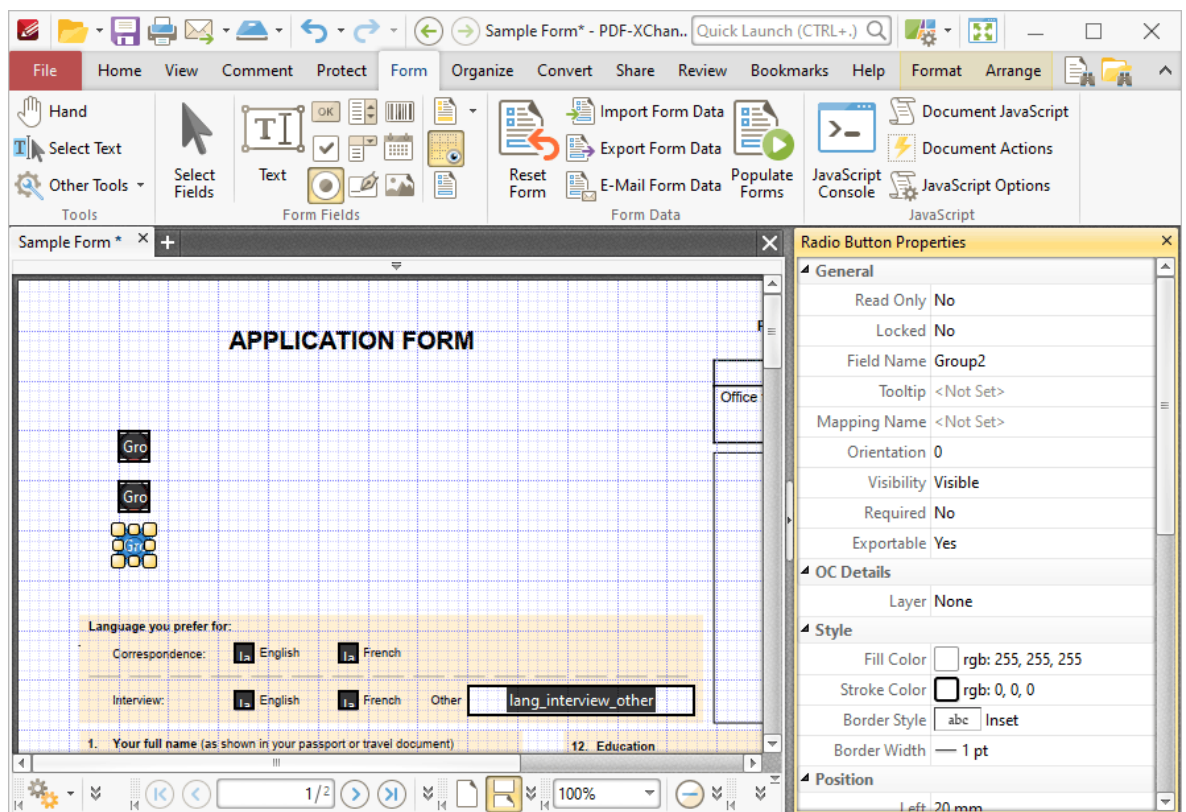 Sample Form* - PDF-XChan.. Quick Launch (CTRL+.)
File Home View Comment Protect Form Organize Convert Share Review Bookmarks Help Format Arrange
Hand
Select Text
Other Tools
Tools
Select Fields
Text
OK
Form Fields
Reset Form
Import Form Data
Export Form Data
E-Mail Form Data
Populate Forms
Form Data
JavaScript Console
Document JavaScript
Document Actions
JavaScript Options
JavaScript
Sample Form *
APPLICATION FORM
Office
Gro
Gro
Gro
Language you prefer for:
Correspondence: la English la French
Interview: la English la French Other lang_interview_other
1. Your full name (as shown in your passport or travel document) 12. Education
1/2 100%
Radio Button Properties
General
Read Only No
Locked No
Field Name Group2
Tooltip <Not Set>
Mapping Name <Not Set>
Orientation 0
Visibility Visible
Required No
Exportable Yes
OC Details
Layer None
Style
Fill Color rgb: 255, 255, 255
Stroke Color rgb: 0, 0, 0
Border Style abc Inset
Border Width 1 pt
Position
Left 20 mm